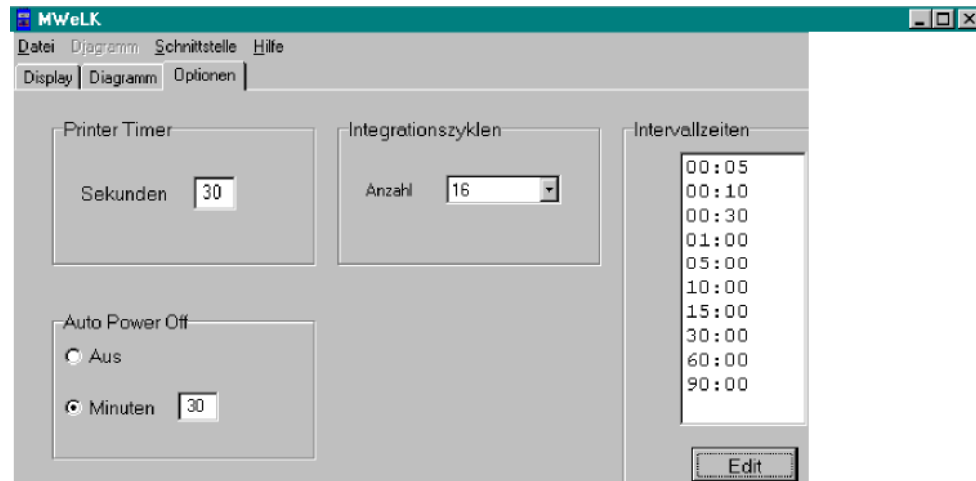 MWeLK
Datei Diagramm Schnittstelle Hilfe
Display Diagramm Optionen
Printer Timer
Sekunden 30
Integrationszyklen
Anzahl 16
Intervallzeiten
00:05
00:10
00:30
01:00
05:00
10:00
15:00
30:00
60:00
90:00
Edit
Auto Power Off
Aus
Minuten 30